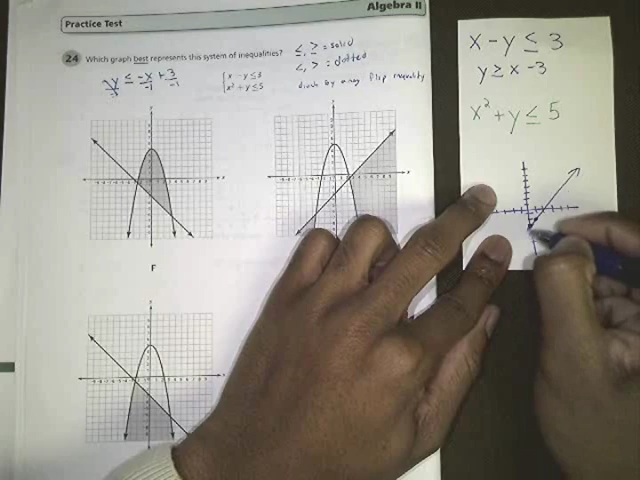 Algebra II
Practice Test
24 Which graph best represents this system of inequalities?
≤, ≥ = solid
<, > = dotted
divide by a neg flip inequality
-y ≤ -x + 3
-1 -1 -1
x − y ≤ 3
x² + y ≤ 5
F
x - y ≤ 3
y ≥ x - 3
x² + y ≤ 5